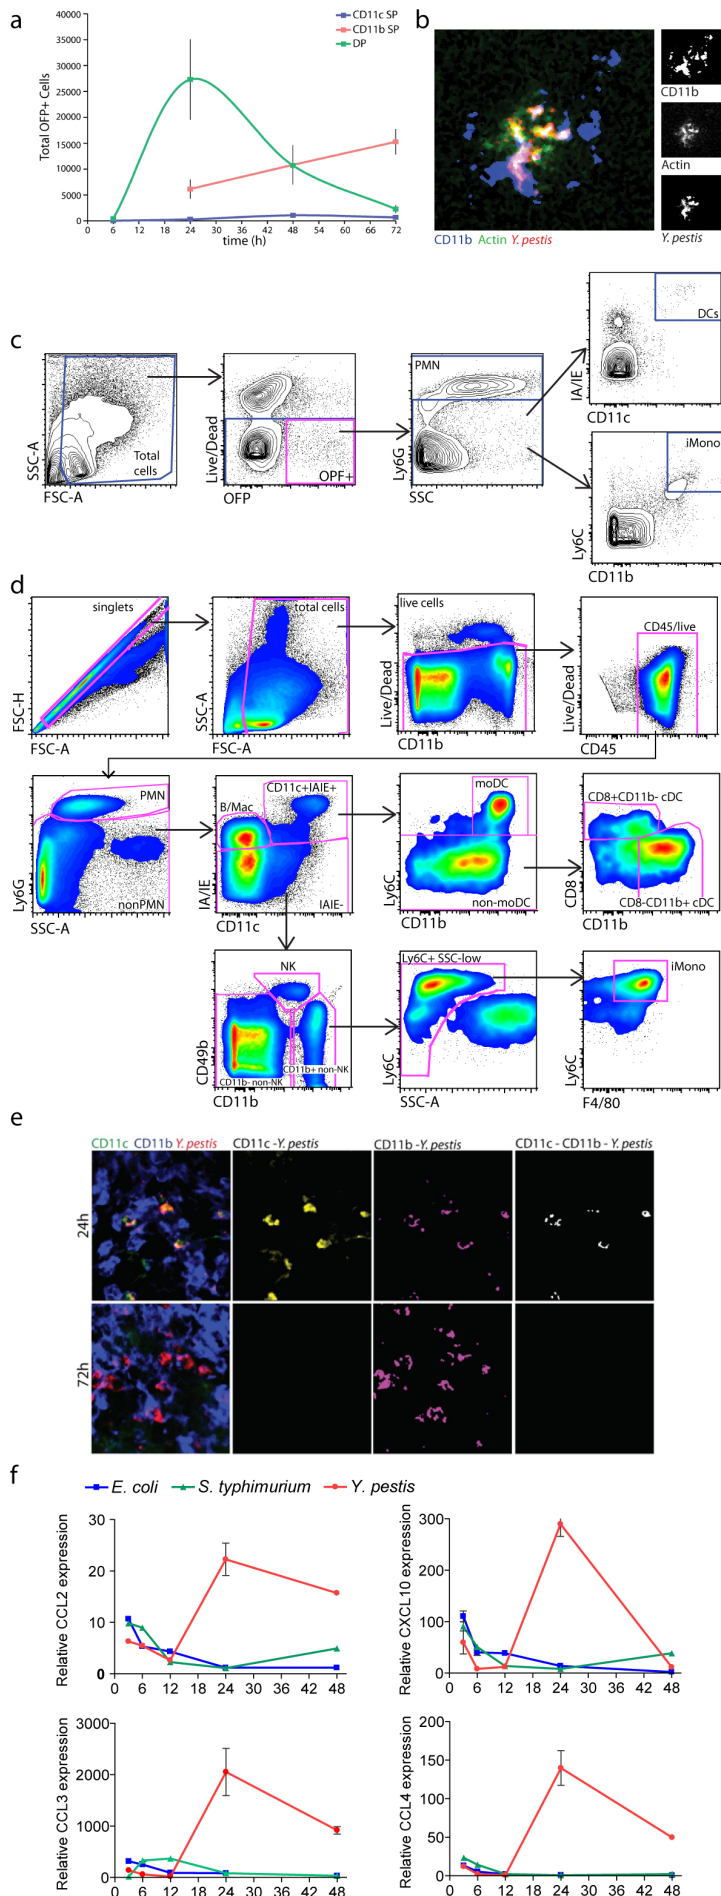 a
CD11c SP
CD11b SP
DP
Total OFP+ Cells
40000
35000
30000
25000
20000
15000
10000
5000
0
0 6 12 18 24 30 36 42 48 54 60 66 72
time (h)
b
CD11b
Actin
Y. pestis
CD11b Actin Y. pestis
c
SSC-A
Total
cells
FSC-A
Live/Dead
OPF+
OFP
PMN
Ly6G
SSC
IA/IE
DCs
CD11c
Ly6C
iMono
CD11b
d
singlets
FSC-H
FSC-A
total cells
SSC-A
FSC-A
live cells
Live/Dead
CD11b
CD45/live
Live/Dead
CD45
PMN
Ly6G
nonPMN
SSC-A
CD11c+IAIE+
B/Mac
IA/IE
IAIE-
CD11c
moDC
Ly6C
non-moDC
CD11b
CD8+CD11b- cDC
CD8
CD8-CD11b+ cDC
CD11b
NK
CD49b
CD11b- non-NK
CD11b+ non-NK
CD11b
Ly6C+ SSC-low
Ly6C
SSC-A
iMono
Ly6C
F4/80
e
CD11c CD11b Y. pestis
CD11c -Y. pestis
CD11b -Y. pestis
CD11c - CD11b - Y. pestis
24h
72h
f
E. coli S. typhimurium Y. pestis
Relative CCL2 expression
30
20
10
0
0 6 12 18 24 30 36 42 48
Relative CXCL10 expression
300
200
100
0
0 6 12 18 24 30 36 42 48
Relative CCL3 expression
3000
2000
1000
0
0 6 12 18 24 30 36 42 48
Relative CCL4 expression
200
150
100
50
0
0 6 12 18 24 30 36 42 48